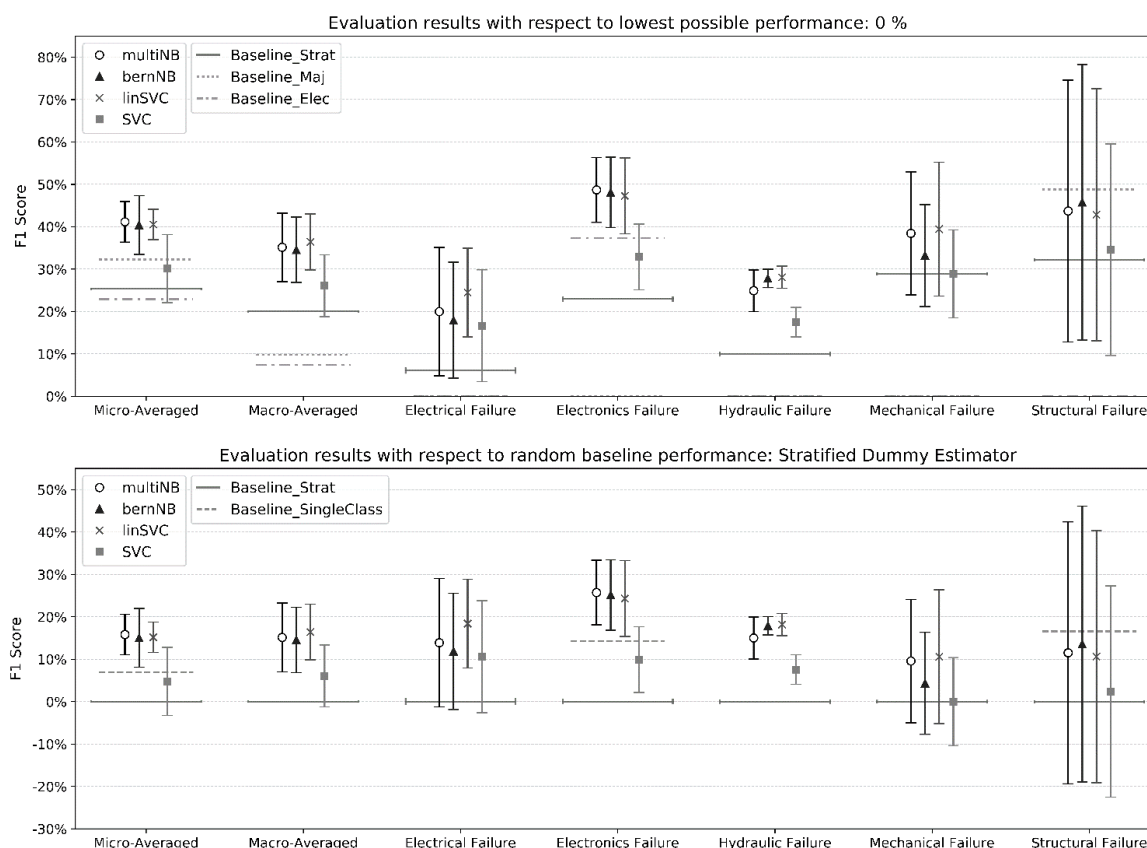 Evaluation results with respect to lowest possible performance: 0 %
multiNB
bernNB
linSVC
SVC
Baseline_Strat
Baseline_Maj
Baseline_Elec
F1 Score
80%
70%
60%
50%
40%
30%
20%
10%
0%
Micro-Averaged Macro-Averaged Electrical Failure Electronics Failure Hydraulic Failure Mechanical Failure Structural Failure
Evaluation results with respect to random baseline performance: Stratified Dummy Estimator
multiNB
bernNB
linSVC
SVC
Baseline_Strat
Baseline_SingleClass
F1 Score
50%
40%
30%
20%
10%
0%
-10%
-20%
-30%
Micro-Averaged Macro-Averaged Electrical Failure Electronics Failure Hydraulic Failure Mechanical Failure Structural Failure